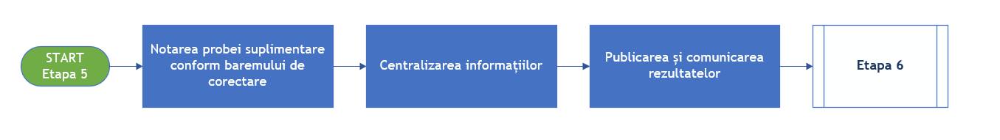 START
Etapa 5
Notarea probei suplimentare
conform baremului de
corectare
Centralizarea informațiilor
Publicarea și comunicarea
rezultatelor
Etapa 6